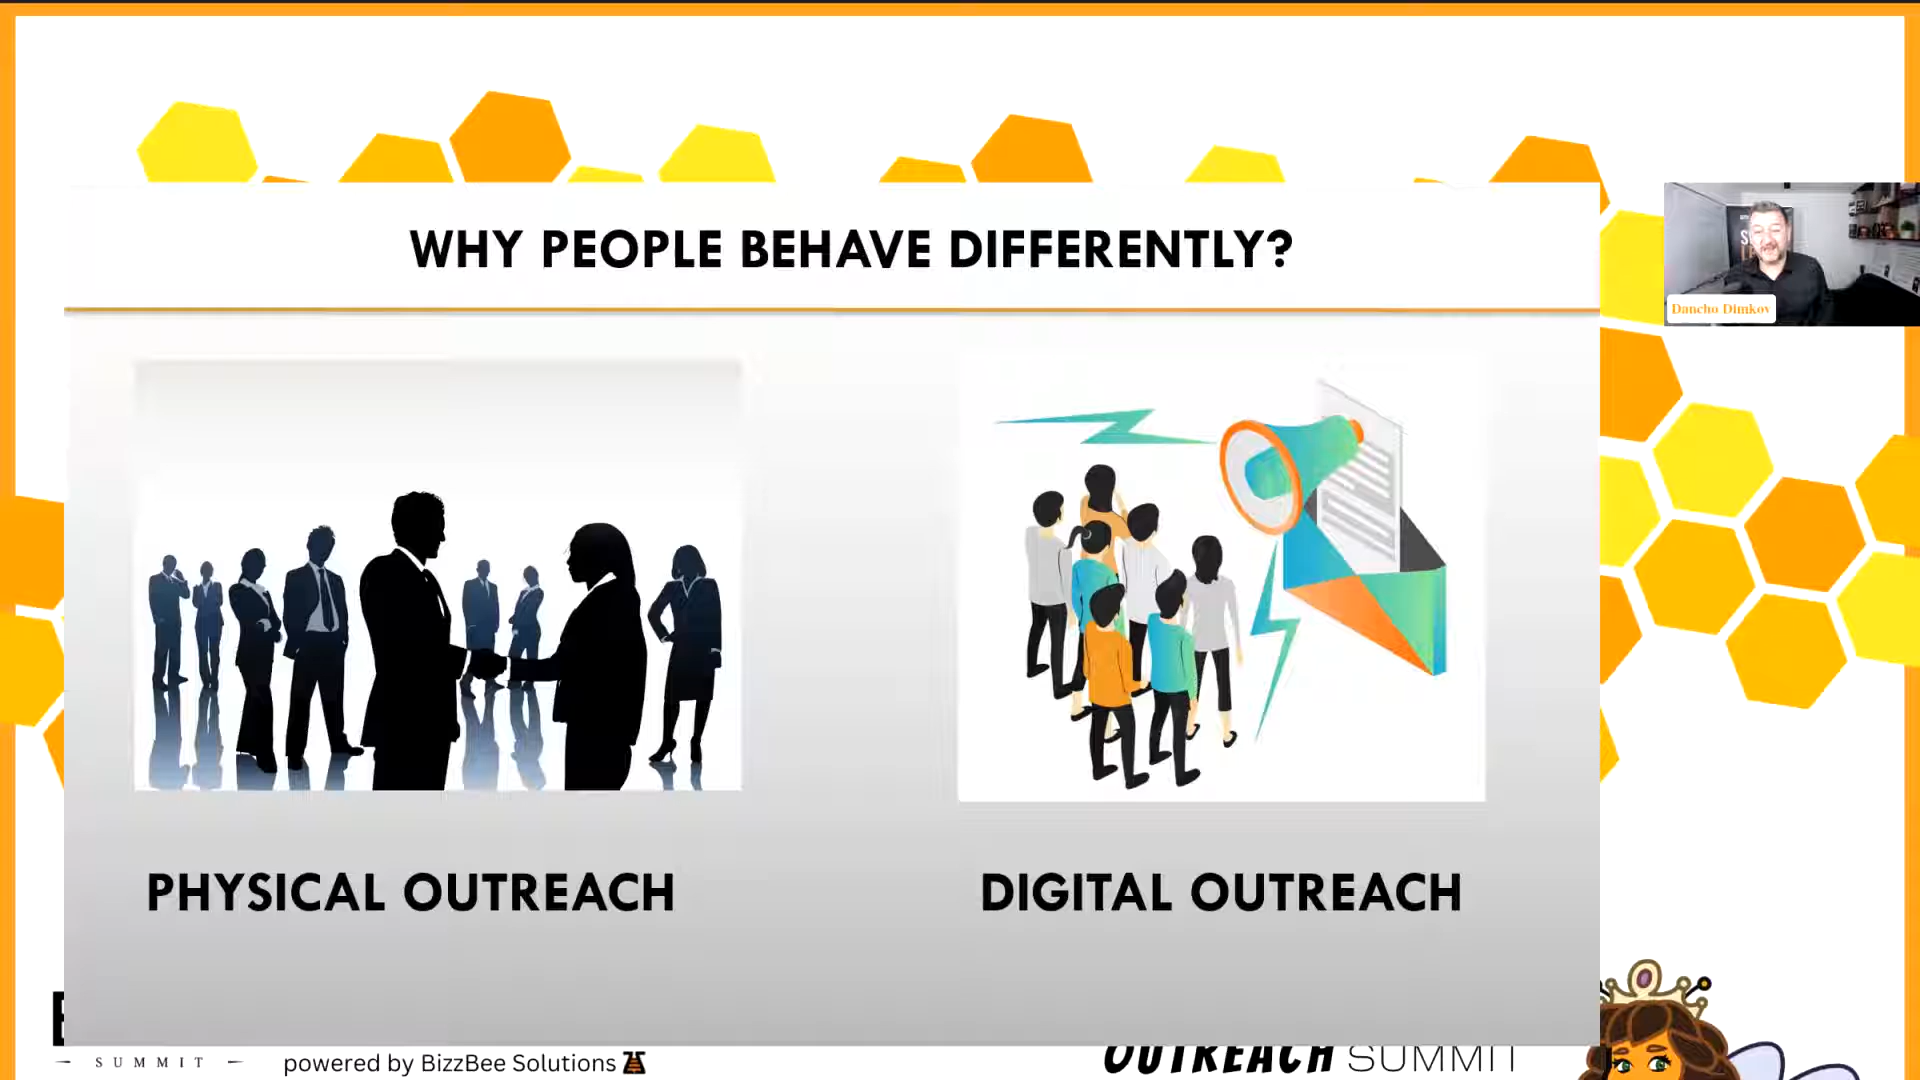 WHY PEOPLE BEHAVE DIFFERENTLY?
Dancho Dimkov
PHYSICAL OUTREACH
DIGITAL OUTREACH
SUMMIT
powered by BizzBee Solutions
OUTREACH SUMMIT